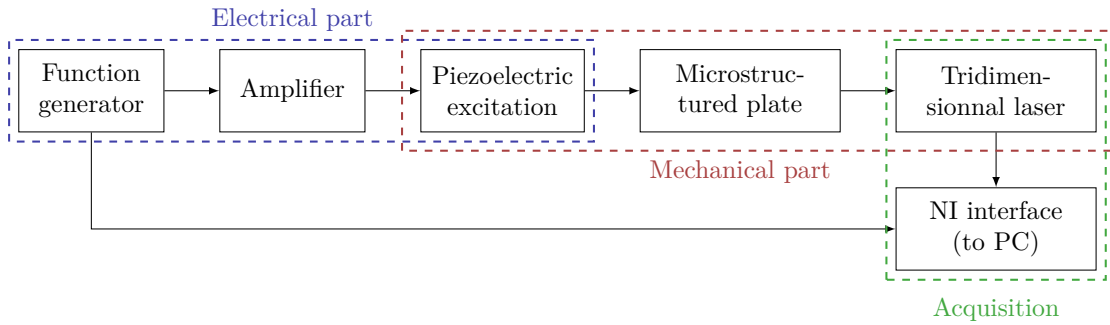 Electrical part
Function
generator
Amplifier
Piezoelectric
excitation
Microstruc-
tured plate
Tridimen-
sionnal laser
Mechanical part
NI interface
(to PC)
Acquisition